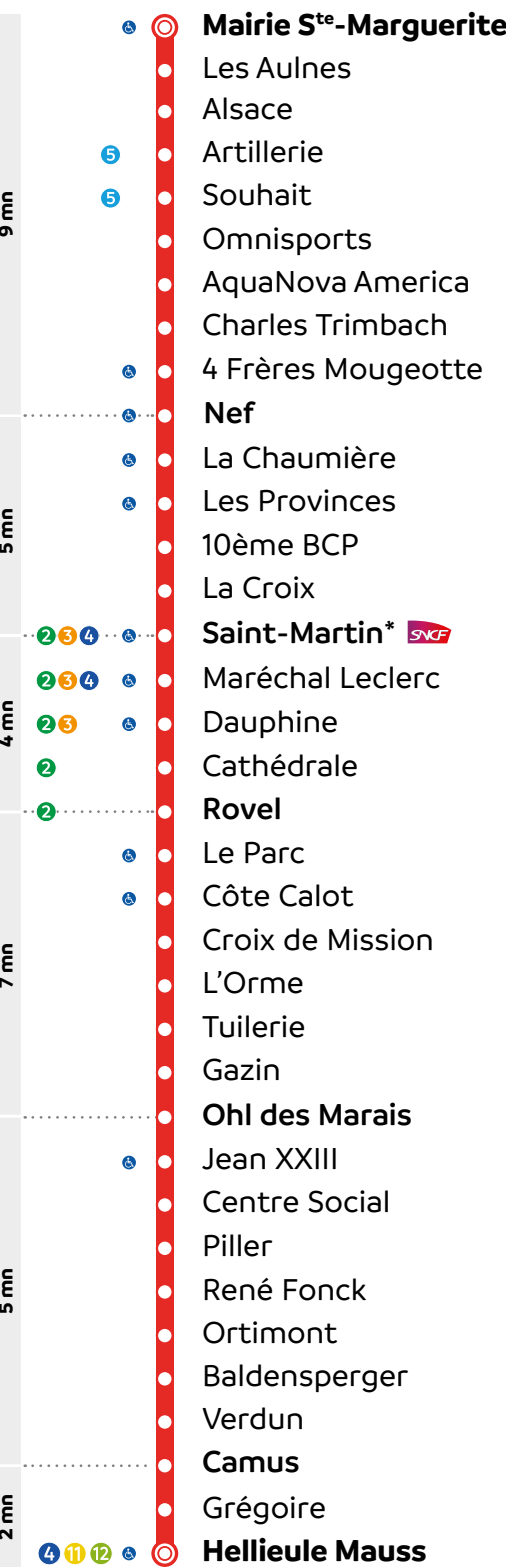 Mairie Ste-Marguerite
Les Aulnes
Alsace
5 Artillerie
5 Souhait
9 mn
Omnisports
AquaNova America
Charles Trimbach
4 Frères Mougeotte
Nef
La Chaumière
Les Provinces
5 mn
10ème BCP
La Croix
2 3 4 Saint-Martin* SNCF
2 3 4 Maréchal Leclerc
4 mn
2 3 Dauphine
2 Cathédrale
2 Rovel
Le Parc
Côte Calot
Croix de Mission
7 mn
L'Orme
Tuilerie
Gazin
Ohl des Marais
Jean XXIII
Centre Social
Piller
5 mn
René Fonck
Ortimont
Baldensperger
Verdun
Camus
2 mn
Grégoire
4 11 12 Hellieule Mauss